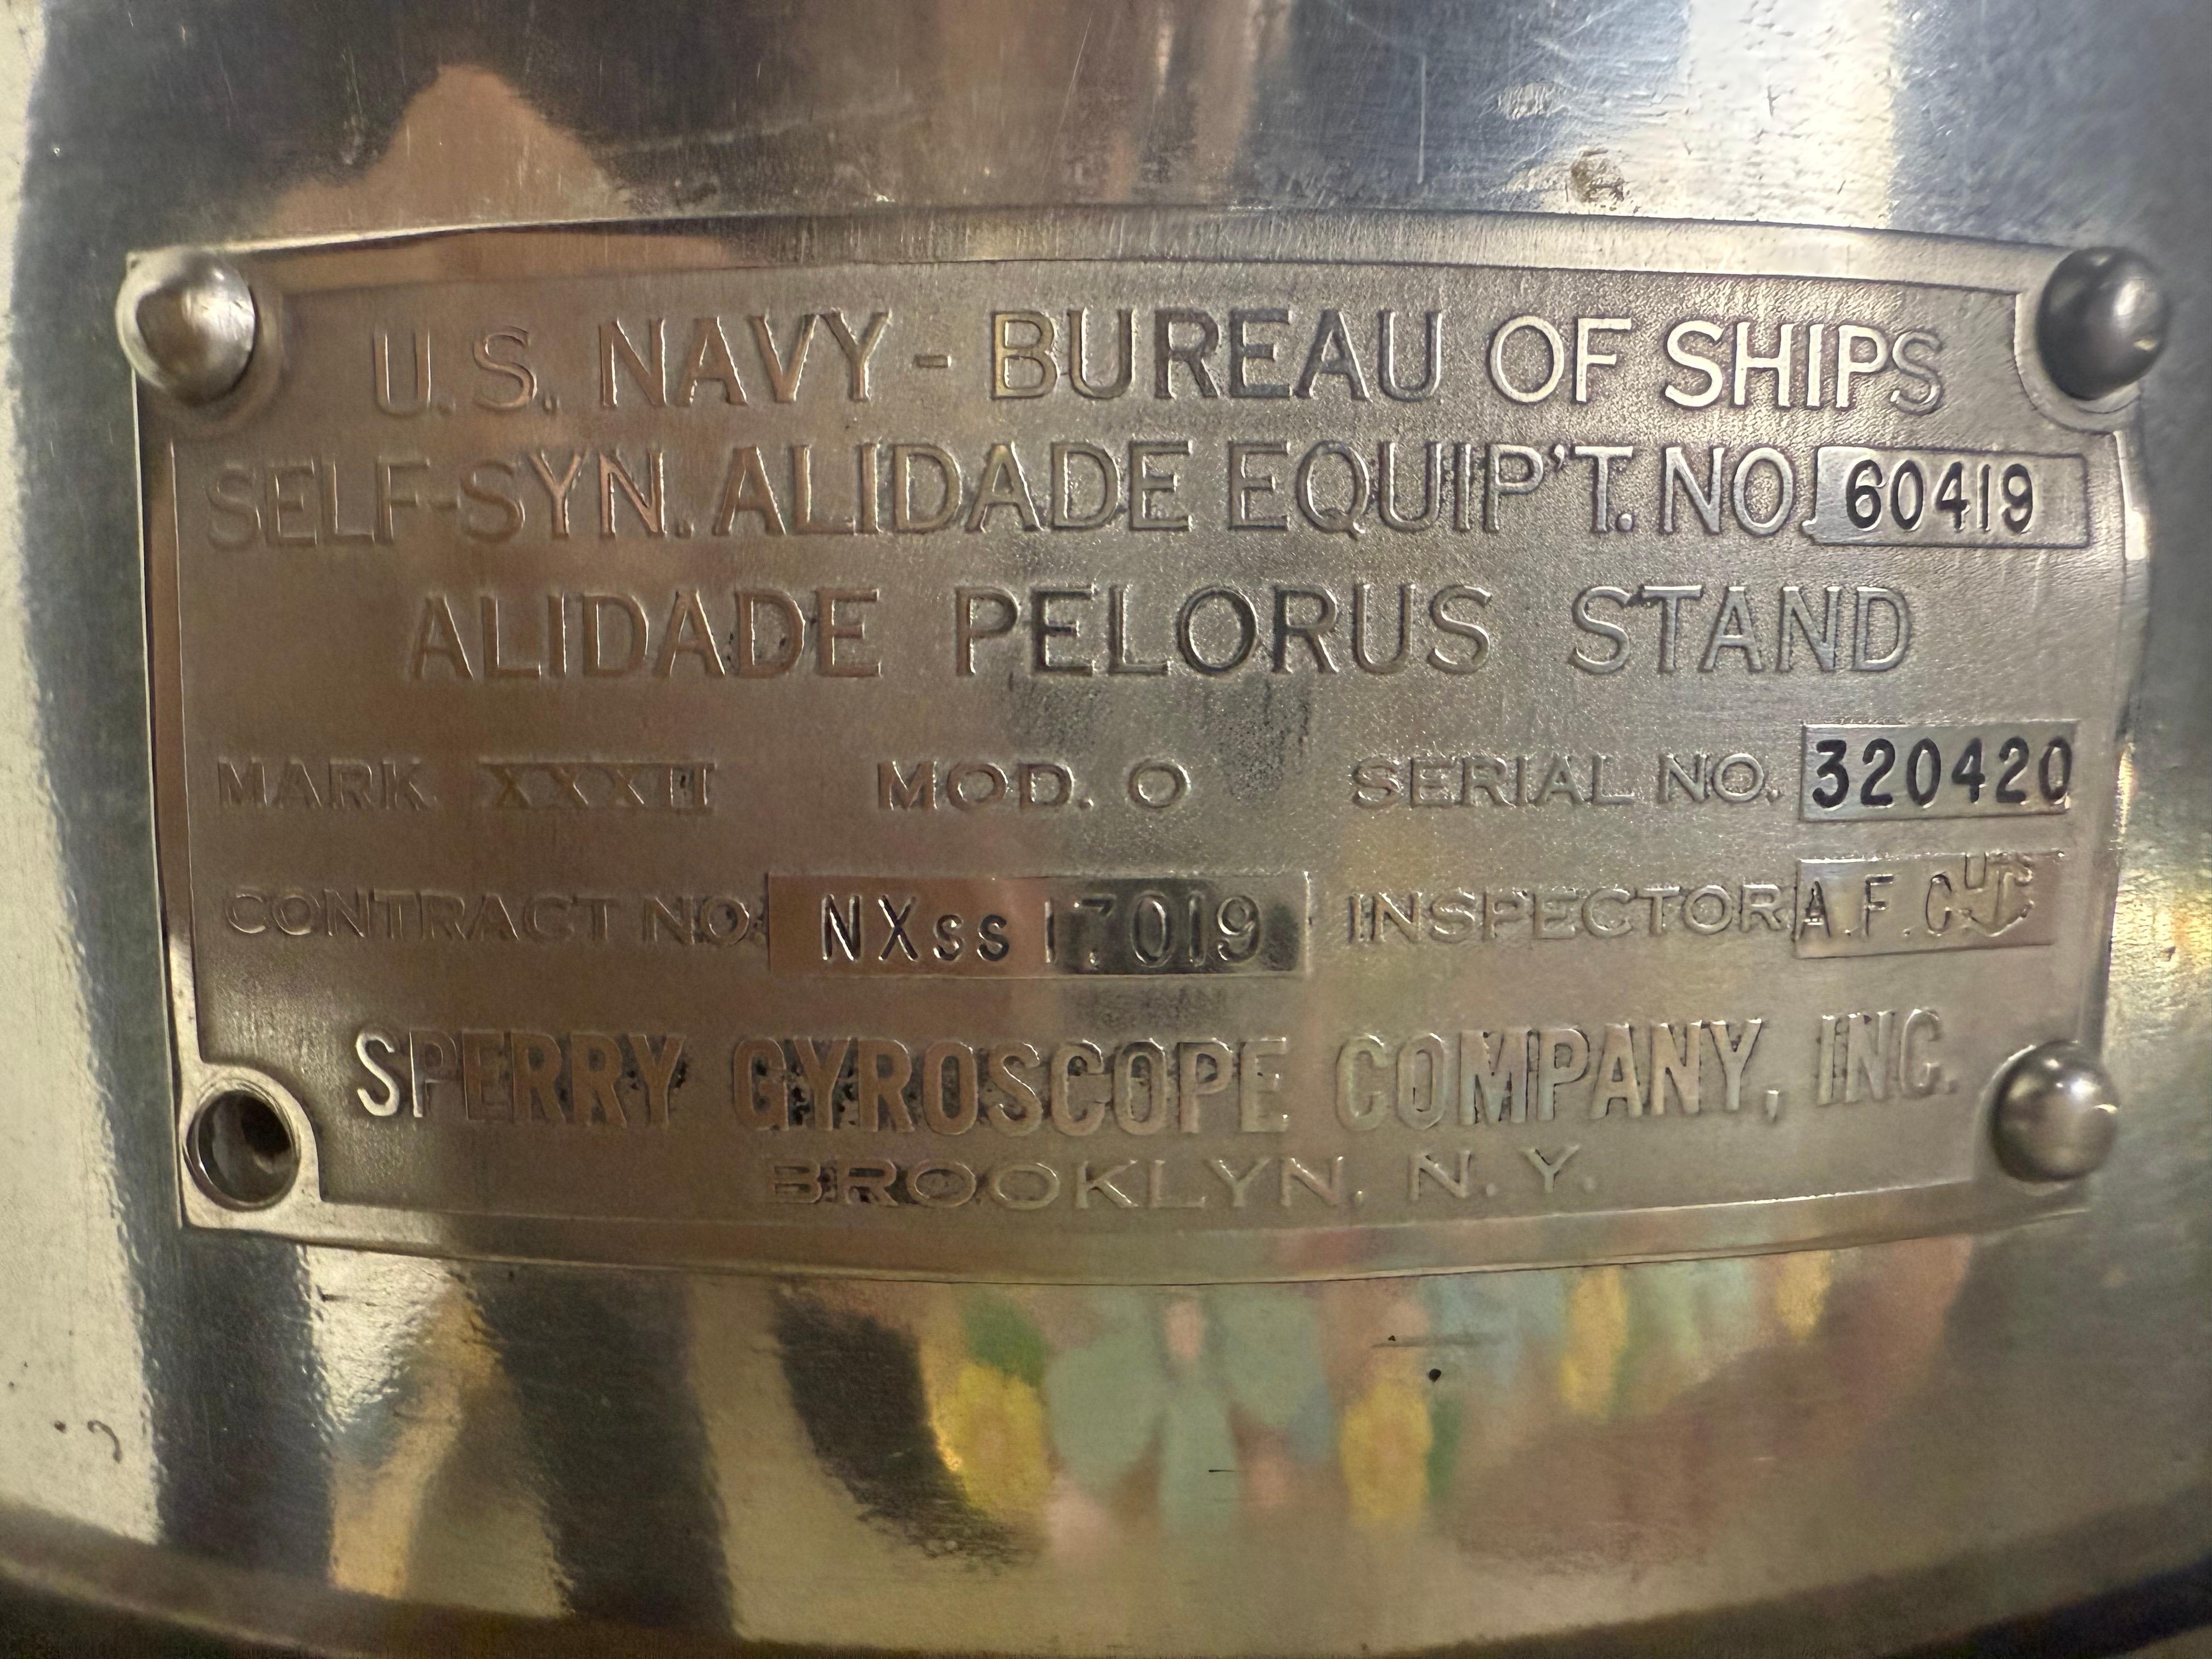 U.S. NAVY - BUREAU OF SHIPS
SELF-SYN. ALIDADE EQUIP'T. NO. 60419
ALIDADE PELORUS STAND
MARK XXXII MOD. O SERIAL NO. 320420
CONTRACT NO. NXss 17019 INSPECTOR A.F.
SPERRY GYROSCOPE COMPANY, INC.
BROOKLYN, N. Y.